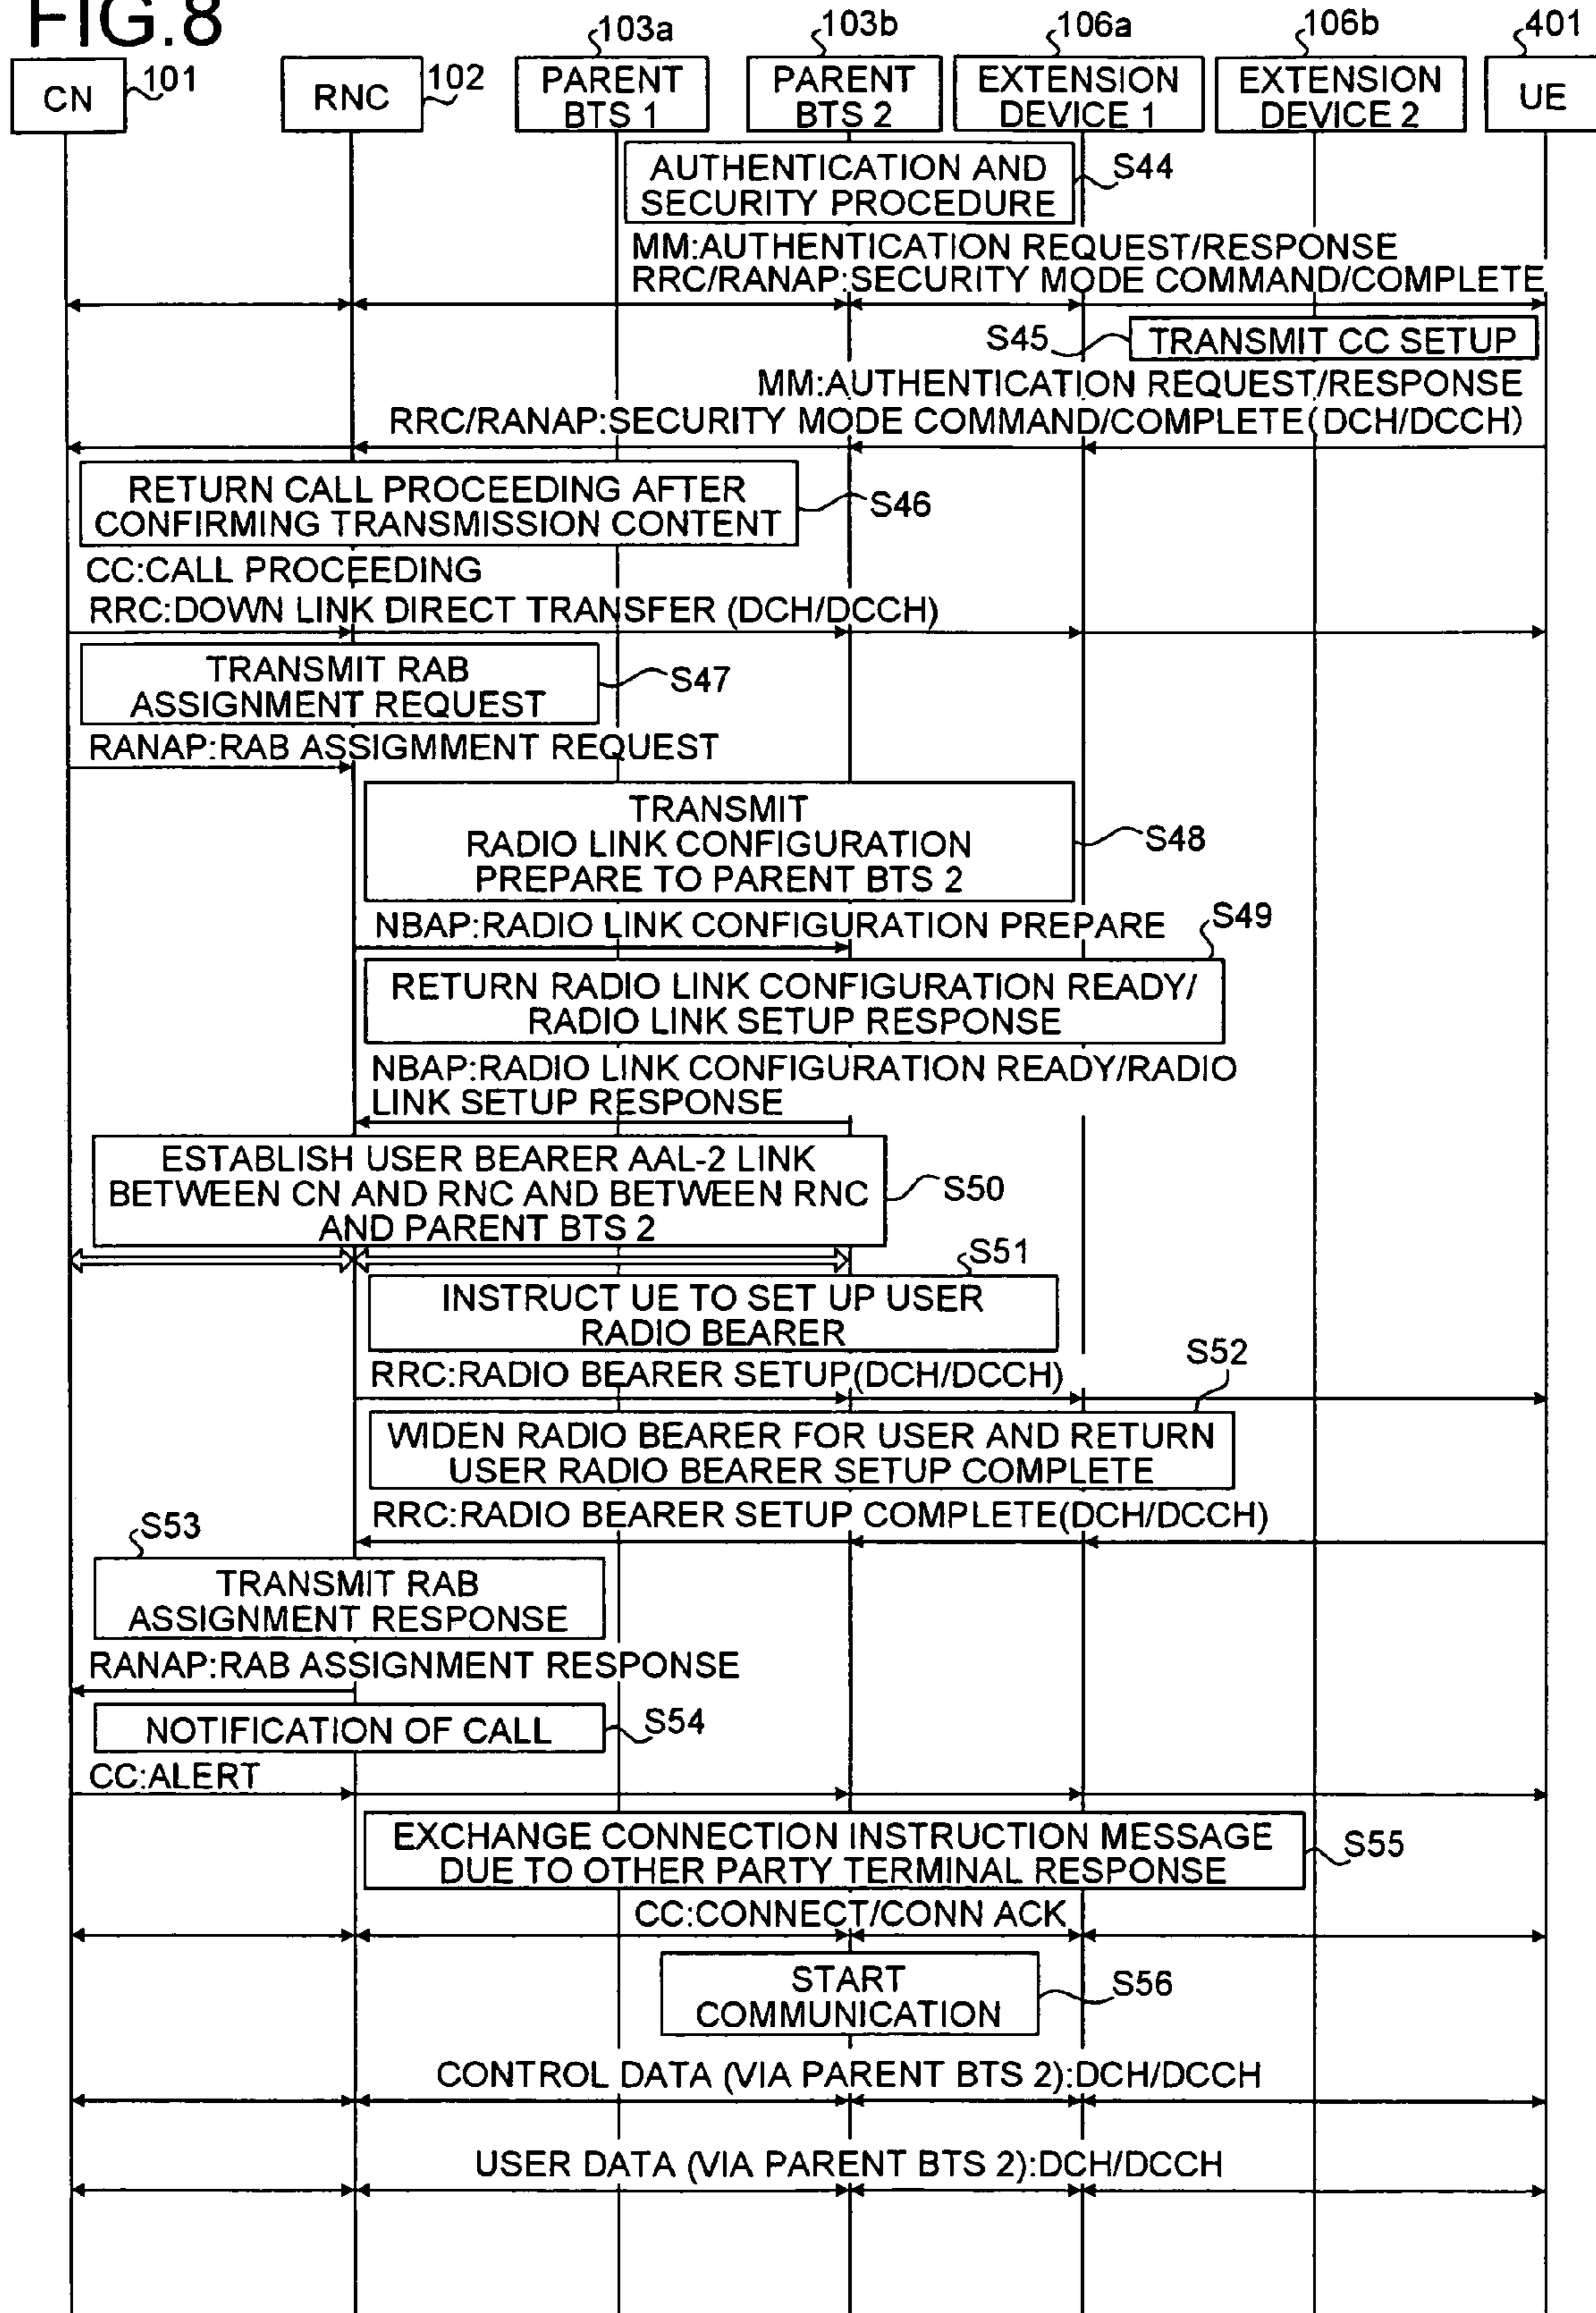 FIG.8
103a
103b
106a
106b
401
CN
101
RNC
102
PARENT
BTS 1
PARENT
BTS 2
EXTENSION
DEVICE 1
EXTENSION
DEVICE 2
UE
AUTHENTICATION AND
SECURITY PROCEDURE
S44
MM:AUTHENTICATION REQUEST/RESPONSE
RRC/RANAP:SECURITY MODE COMMAND/COMPLETE
S45
TRANSMIT CC SETUP
MM:AUTHENTICATION REQUEST/RESPONSE
RRC/RANAP:SECURITY MODE COMMAND/COMPLETE(DCH/DCCH)
RETURN CALL PROCEEDING AFTER
CONFIRMING TRANSMISSION CONTENT
S46
CC:CALL PROCEEDING
RRC:DOWN LINK DIRECT TRANSFER (DCH/DCCH)
TRANSMIT RAB
ASSIGNMENT REQUEST
S47
RANAP:RAB ASSIGMMENT REQUEST
TRANSMIT
RADIO LINK CONFIGURATION
PREPARE TO PARENT BTS 2
S48
NBAP:RADIO LINK CONFIGURATION PREPARE
S49
RETURN RADIO LINK CONFIGURATION READY/
RADIO LINK SETUP RESPONSE
NBAP:RADIO LINK CONFIGURATION READY/RADIO
LINK SETUP RESPONSE
ESTABLISH USER BEARER AAL-2 LINK
BETWEEN CN AND RNC AND BETWEEN RNC
AND PARENT BTS 2
S50
S51
INSTRUCT UE TO SET UP USER
RADIO BEARER
RRC:RADIO BEARER SETUP(DCH/DCCH)
S52
WIDEN RADIO BEARER FOR USER AND RETURN
USER RADIO BEARER SETUP COMPLETE
RRC:RADIO BEARER SETUP COMPLETE(DCH/DCCH)
S53
TRANSMIT RAB
ASSIGNMENT RESPONSE
RANAP:RAB ASSIGNMENT RESPONSE
NOTIFICATION OF CALL
S54
CC:ALERT
EXCHANGE CONNECTION INSTRUCTION MESSAGE
DUE TO OTHER PARTY TERMINAL RESPONSE
S55
CC:CONNECT/CONN ACK
START
COMMUNICATION
S56
CONTROL DATA (VIA PARENT BTS 2):DCH/DCCH
USER DATA (VIA PARENT BTS 2):DCH/DCCH